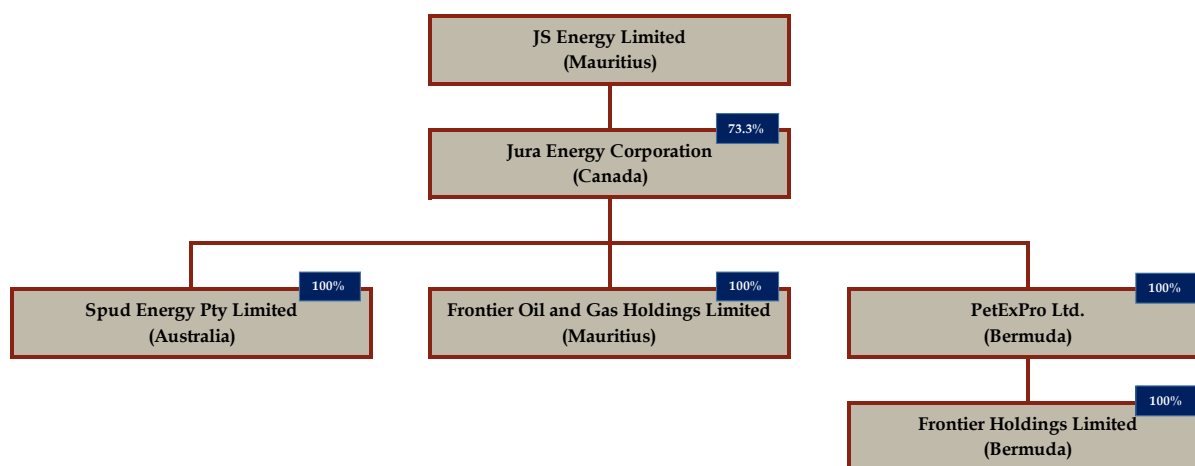 JS Energy Limited
(Mauritius)
73.3%
Jura Energy Corporation
(Canada)
100%
Spud Energy Pty Limited
(Australia)
100%
Frontier Oil and Gas Holdings Limited
(Mauritius)
100%
PetExPro Ltd.
(Bermuda)
100%
Frontier Holdings Limited
(Bermuda)